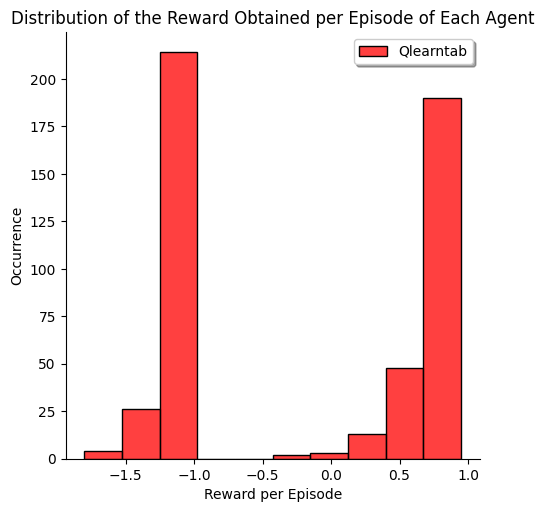 Distribution of the Reward Obtained per Episode of Each Agent
Qlearntab
200
175
150
125
100
75
50
25
0
Occurrence
−1.5 −1.0 −0.5 0.0 0.5 1.0
Reward per Episode